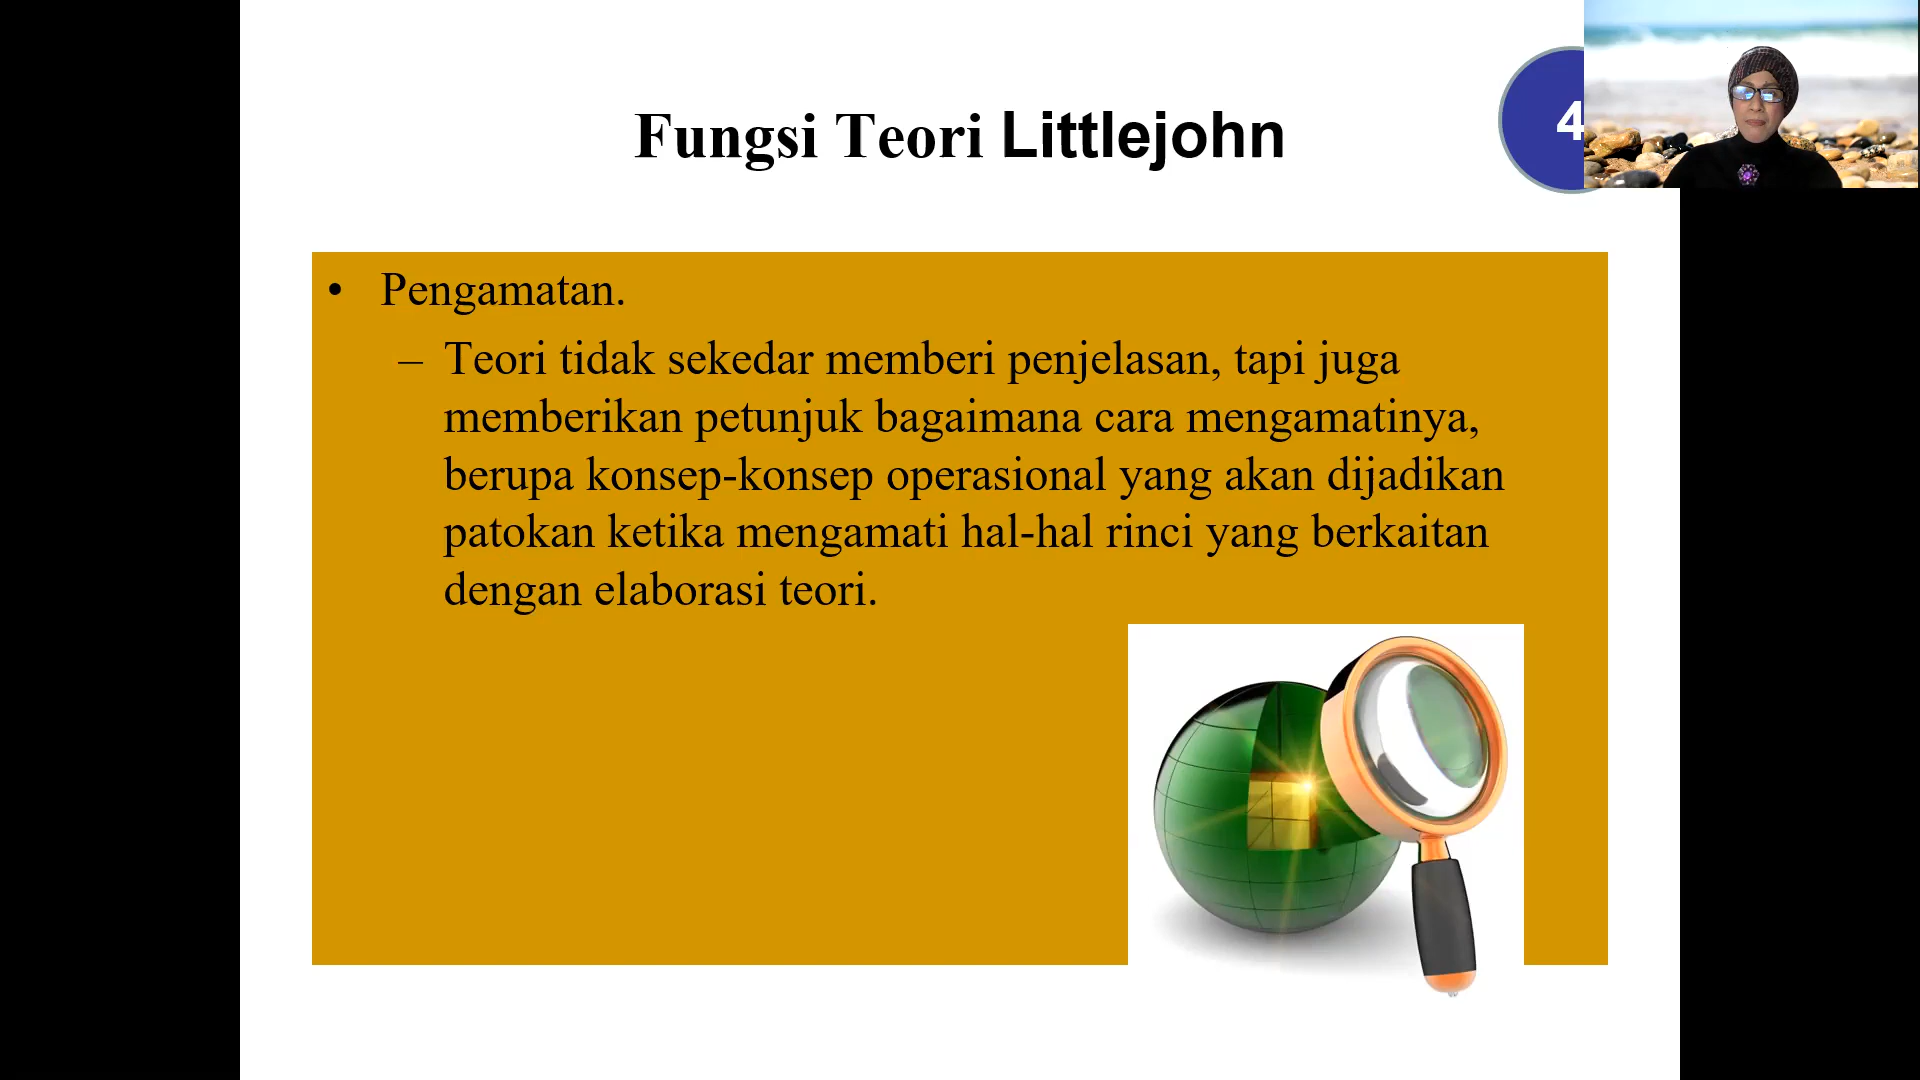 Fungsi Teori Littlejohn
4
• Pengamatan.
– Teori tidak sekedar memberi penjelasan, tapi juga
memberikan petunjuk bagaimana cara mengamatinya,
berupa konsep-konsep operasional yang akan dijadikan
patokan ketika mengamati hal-hal rinci yang berkaitan
dengan elaborasi teori.